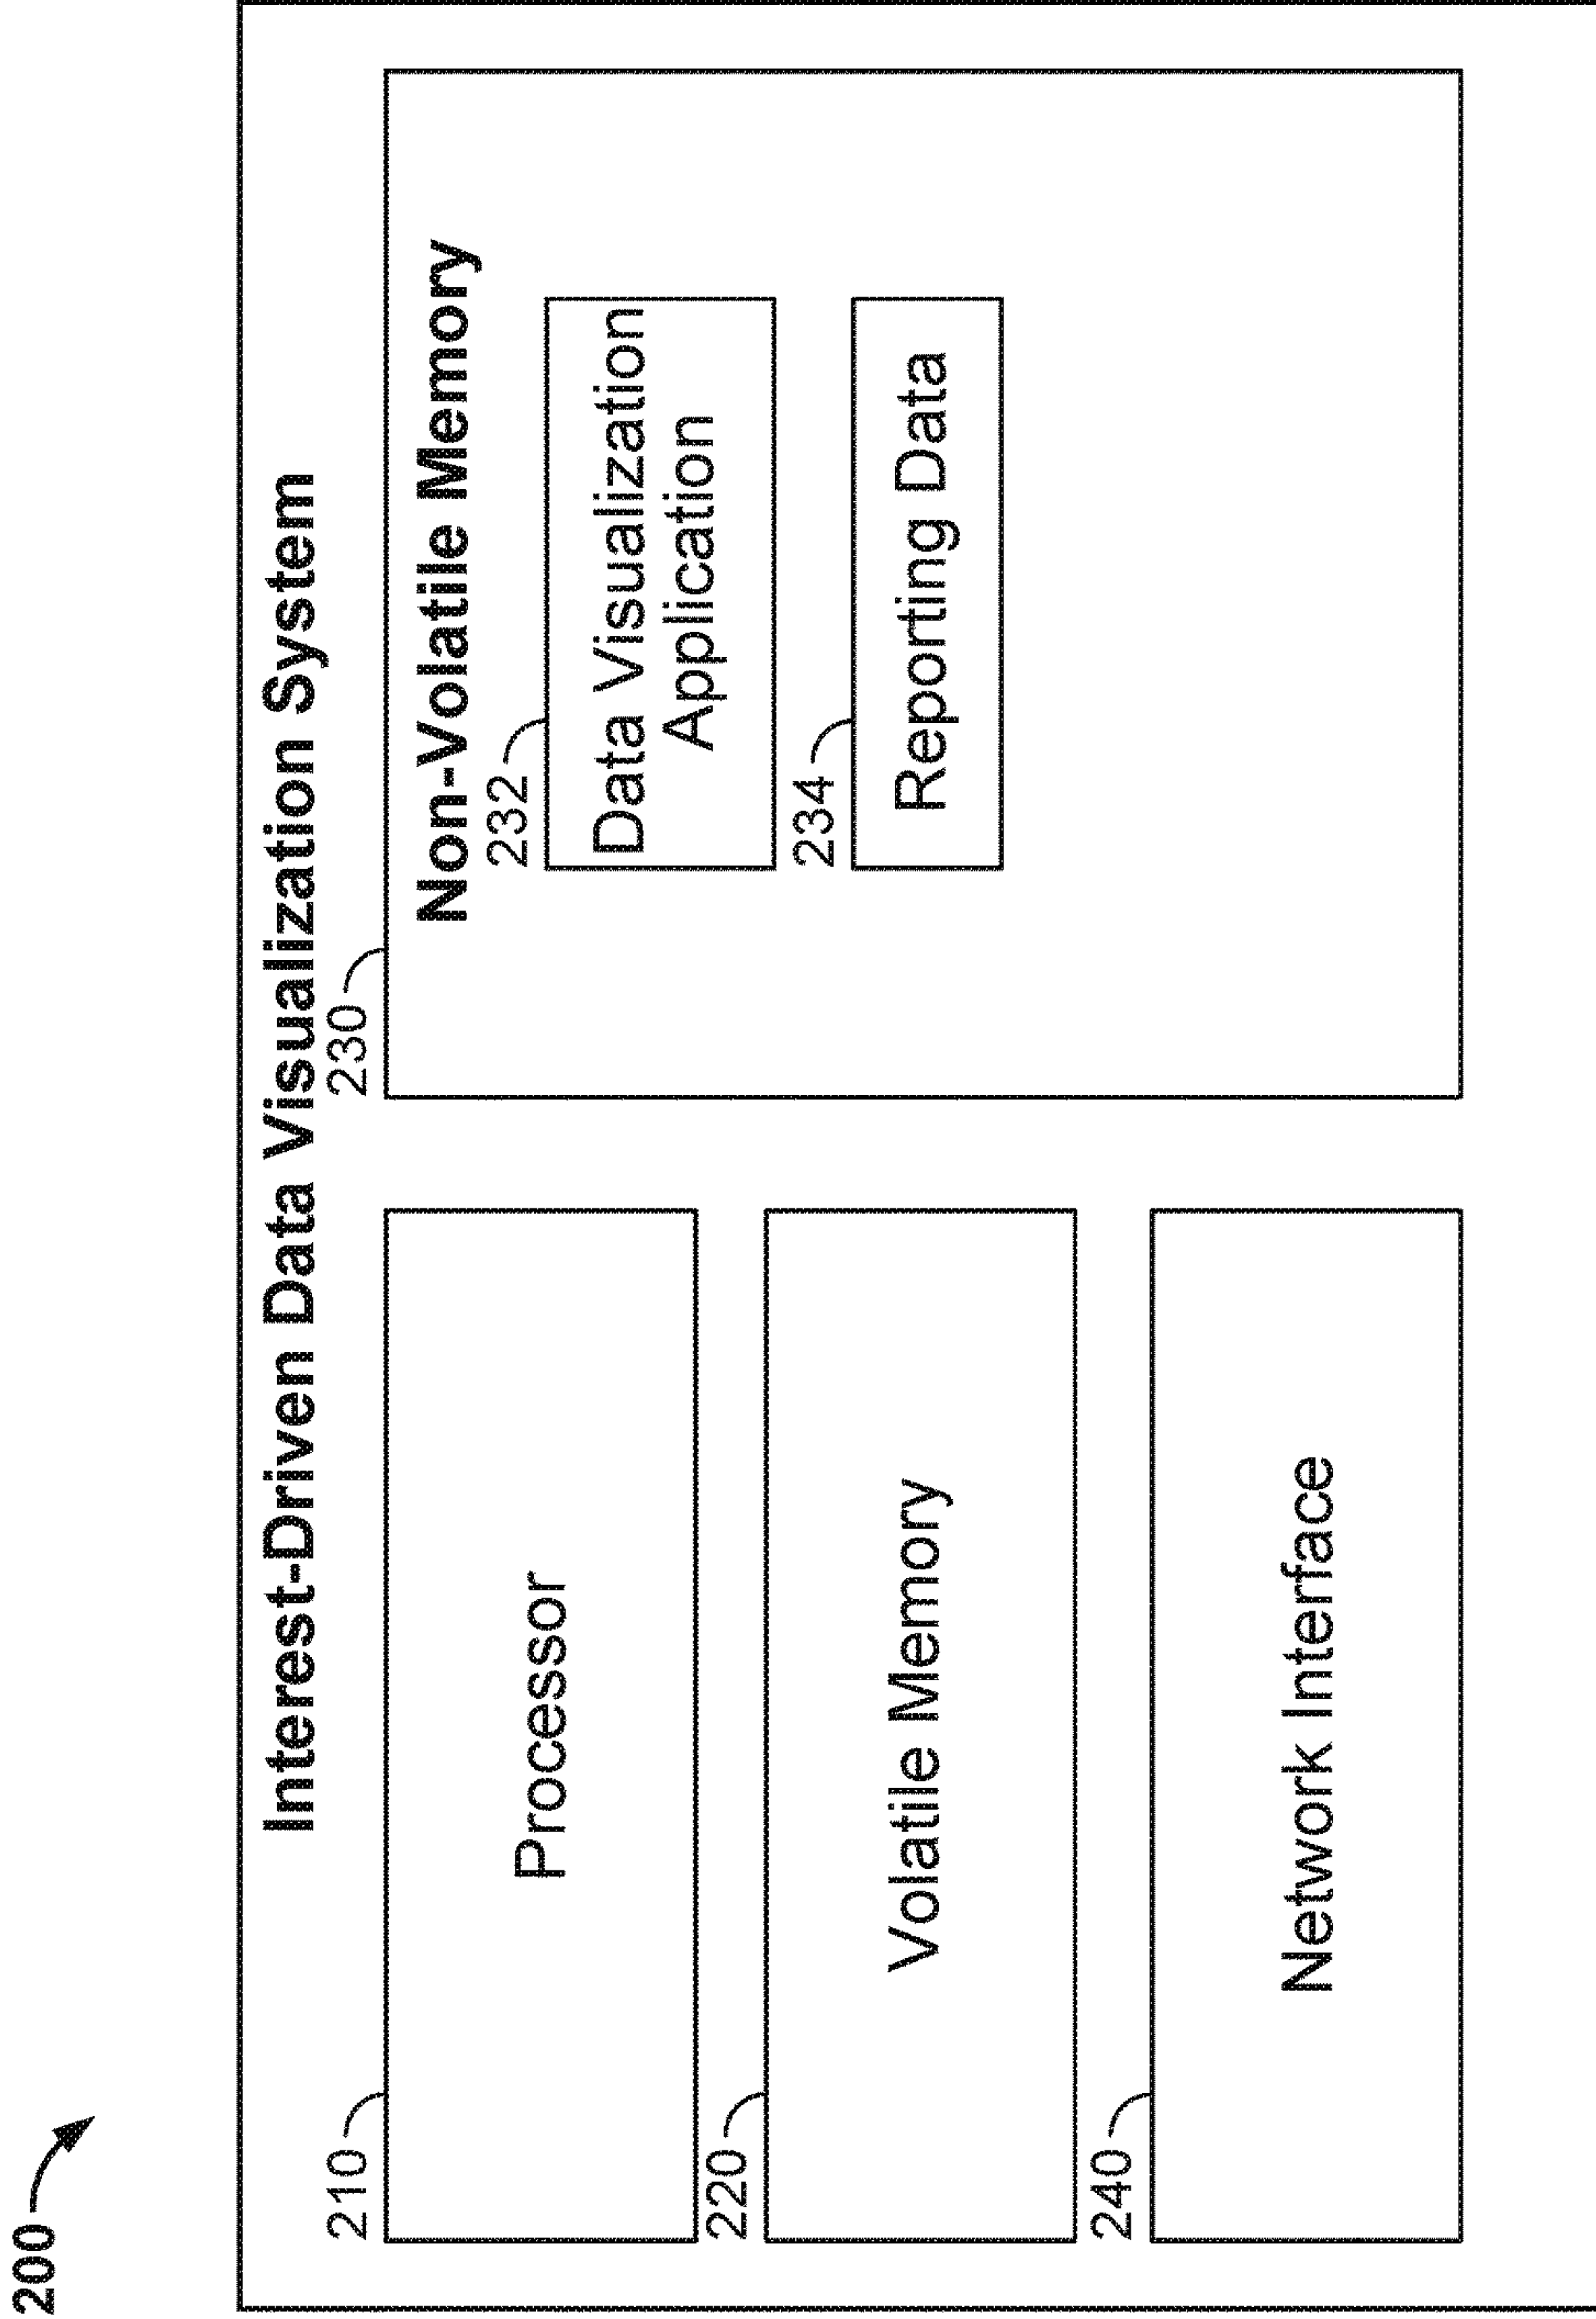 200
Interest-Driven Data Visualization System
210
Processor
220
Volatile Memory
240
Network Interface
230
Non-Volatile Memory
232
Data Visualization
Application
234
Reporting Data